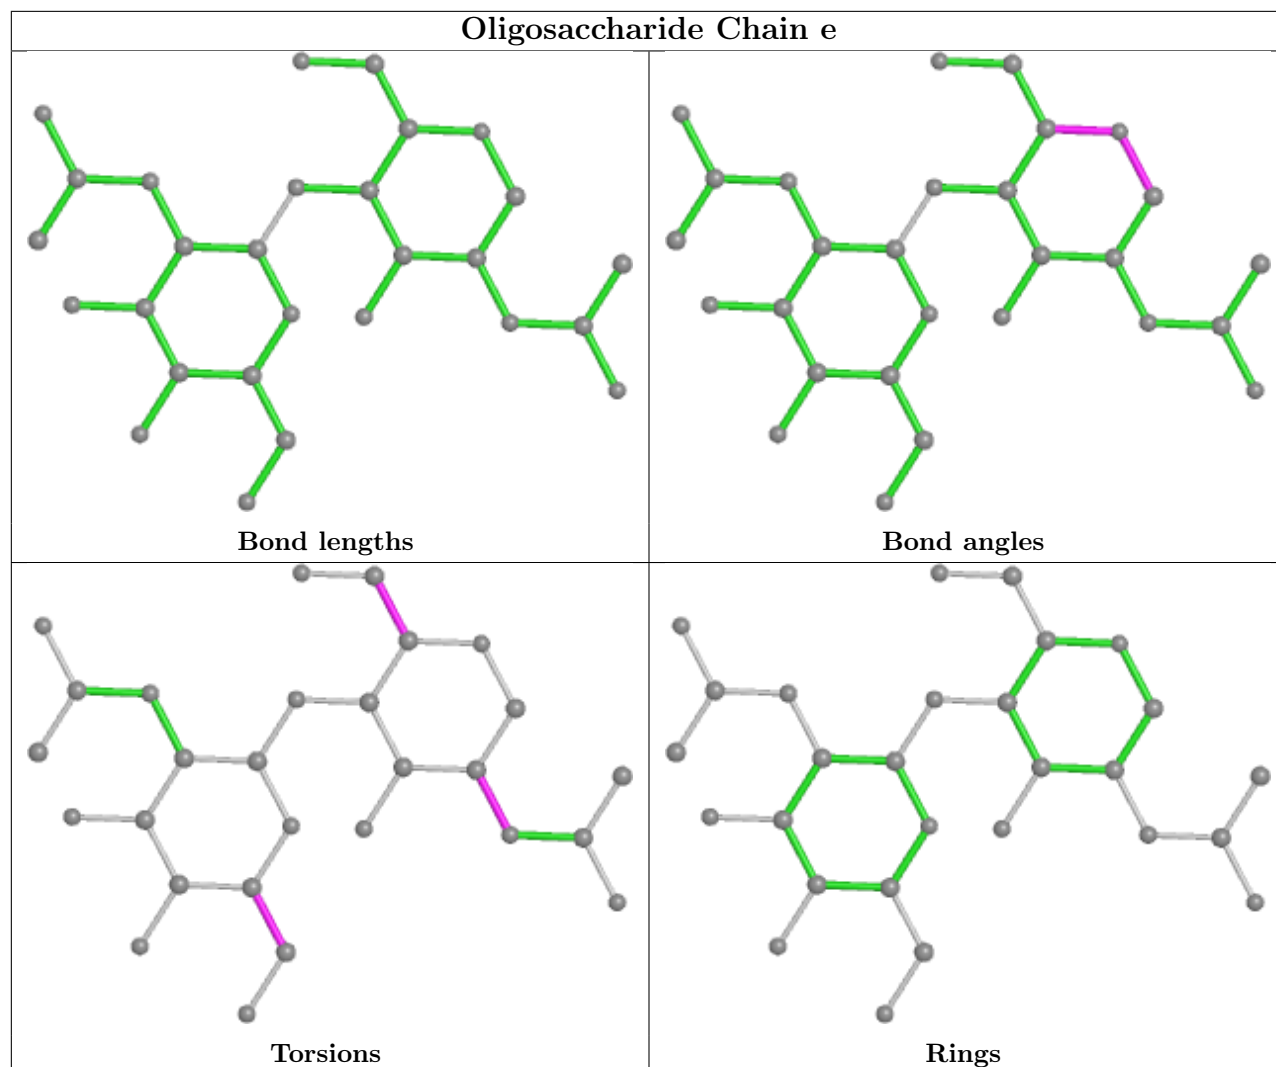 Oligosaccharide Chain e
Bond lengths
Bond angles
Torsions
Rings